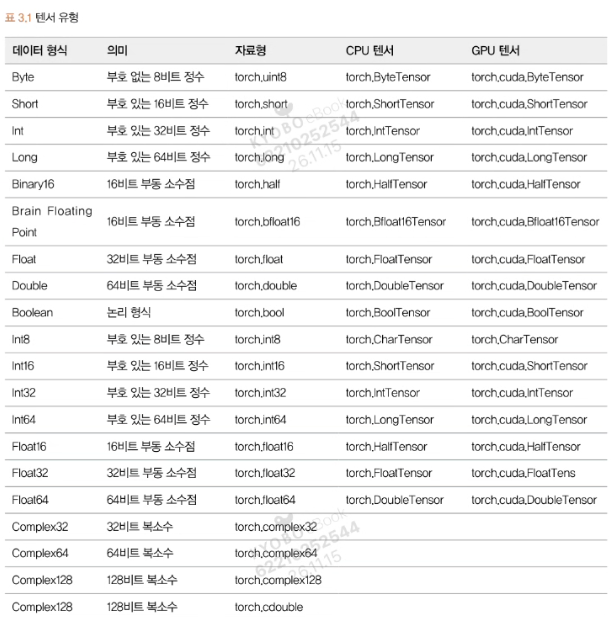 표 3.1 텐서 유형
데이터 형식 의미 자료형 CPU 텐서 GPU 텐서
Byte 부호 없는 8비트 정수 torch.uint8 torch.ByteTensor torch.cuda.ByteTensor
Short 부호 있는 16비트 정수 torch.short torch.ShortTensor torch.cuda.ShortTensor
Int 부호 있는 32비트 정수 torch.int torch.IntTensor torch.cuda.IntTensor
Long 부호 있는 64비트 정수 torch.long torch.LongTensor torch.cuda.LongTensor
Binary16 16비트 부동 소수점 torch.half torch.HalfTensor torch.cuda.HalfTensor
Brain Floating
Point 16비트 부동 소수점 torch.bfloat16 torch.Bfloat16Tensor torch.cuda.Bfloat16Tensor
Float 32비트 부동 소수점 torch.float torch.FloatTensor torch.cuda.FloatTensor
Double 64비트 부동 소수점 torch.double torch.DoubleTensor torch.cuda.DoubleTensor
Boolean 논리 형식 torch.bool torch.BoolTensor torch.cuda.BoolTensor
Int8 부호 있는 8비트 정수 torch.int8 torch.CharTensor torch.CharTensor
Int16 부호 있는 16비트 정수 torch.int16 torch.ShortTensor torch.cuda.ShortTensor
Int32 부호 있는 32비트 정수 torch.int32 torch.IntTensor torch.cuda.IntTensor
Int64 부호 있는 64비트 정수 torch.int64 torch.LongTensor torch.cuda.LongTensor
Float16 16비트 부동 소수점 torch.float16 torch.HalfTensor torch.cuda.HalfTensor
Float32 32비트 부동 소수점 torch.float32 torch.FloatTensor torch.cuda.FloatTens
Float64 64비트 부동 소수점 torch.float64 torch.DoubleTensor torch.cuda.DoubleTensor
Complex32 32비트 복소수 torch.complex32
Complex64 64비트 복소수 torch.complex64
Complex128 128비트 복소수 torch.complex128
Complex128 128비트 복소수 torch.cdouble
KYOBO eBook
62210252544
26.11.15
KYOBO eBook
62210252544
26.11.15